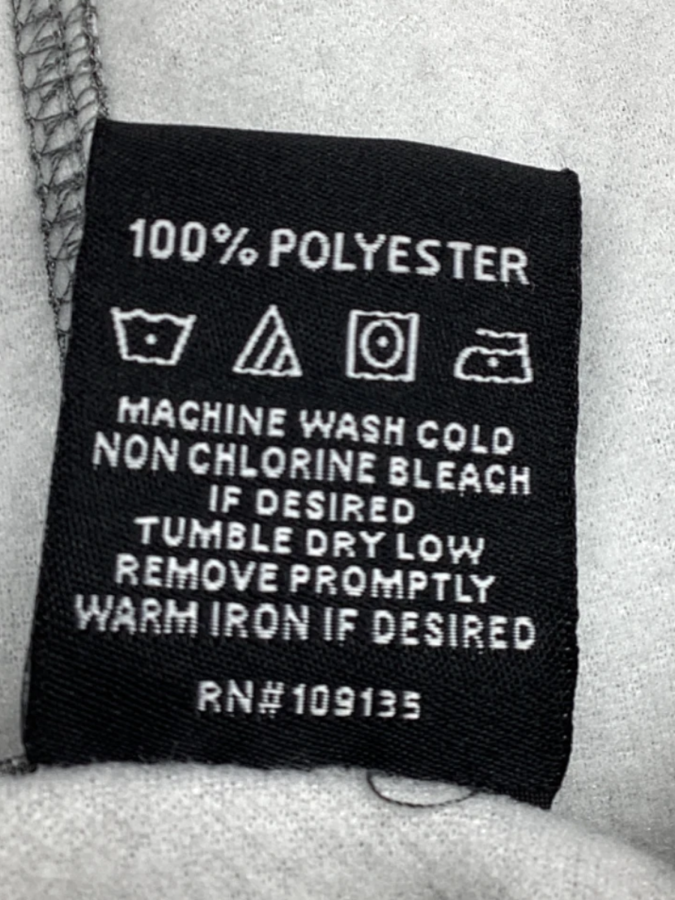 100% POLYESTER
MACHINE WASH COLD
NON CHLORINE BLEACH
IF DESIRED
TUMBLE DRY LOW
REMOVE PROMPTLY
WARM IRON IF DESIRED
RN#109135